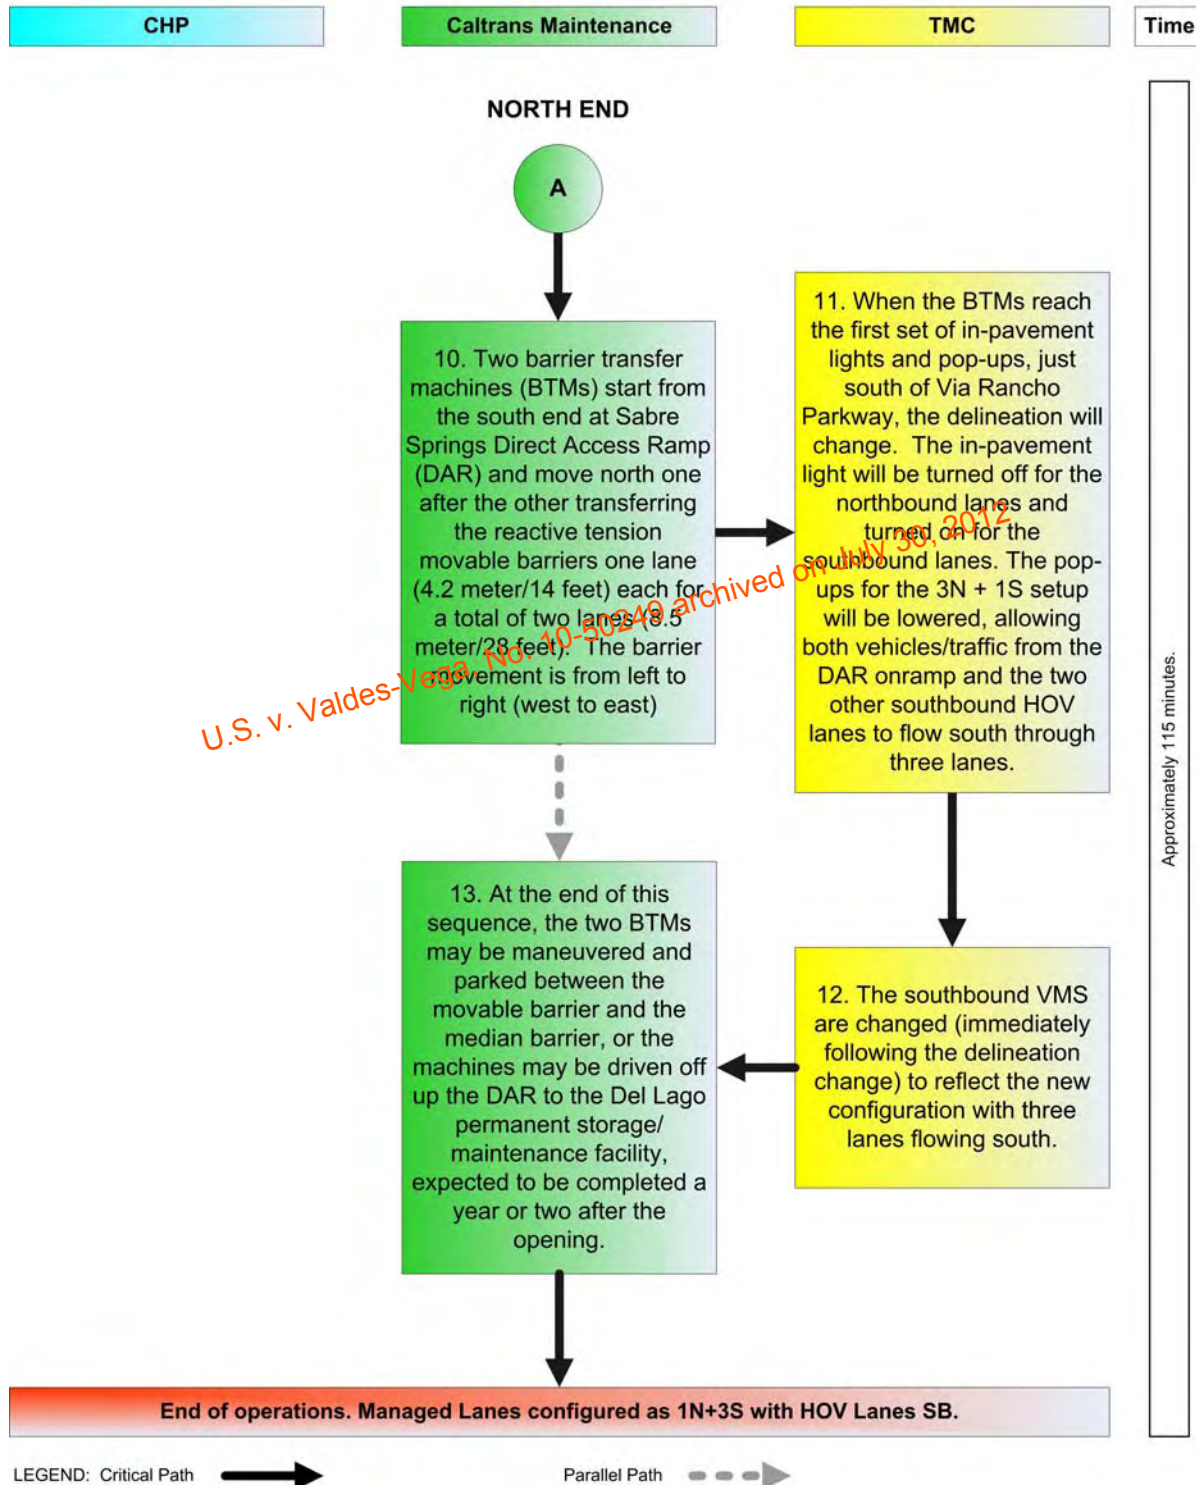 CHP
Caltrans Maintenance
TMC
Time
NORTH END
A
10. Two barrier transfer
machines (BTMs) start from
the south end at Sabre
Springs Direct Access Ramp
(DAR) and move north one
after the other transferring
the reactive tension
movable barriers one lane
(4.2 meter/14 feet) each for
a total of two lanes (8.5
meter/28 feet). The barrier
movement is from left to
right (west to east)
11. When the BTMs reach
the first set of in-pavement
lights and pop-ups, just
south of Via Rancho
Parkway, the delineation will
change. The in-pavement
light will be turned off for the
northbound lanes and
turned on for the
southbound lanes. The pop-
ups for the 3N + 1S setup
will be lowered, allowing
both vehicles/traffic from the
DAR onramp and the two
other southbound HOV
lanes to flow south through
three lanes.
U.S. v. Valdes-Vega, No. 10-50249 archived on July 30, 2012
13. At the end of this
sequence, the two BTMs
may be maneuvered and
parked between the
movable barrier and the
median barrier, or the
machines may be driven off
up the DAR to the Del Lago
permanent storage/
maintenance facility,
expected to be completed a
year or two after the
opening.
12. The southbound VMS
are changed (immediately
following the delineation
change) to reflect the new
configuration with three
lanes flowing south.
Approximately 115 minutes.
End of operations. Managed Lanes configured as 1N+3S with HOV Lanes SB.
LEGEND: Critical Path
Parallel Path